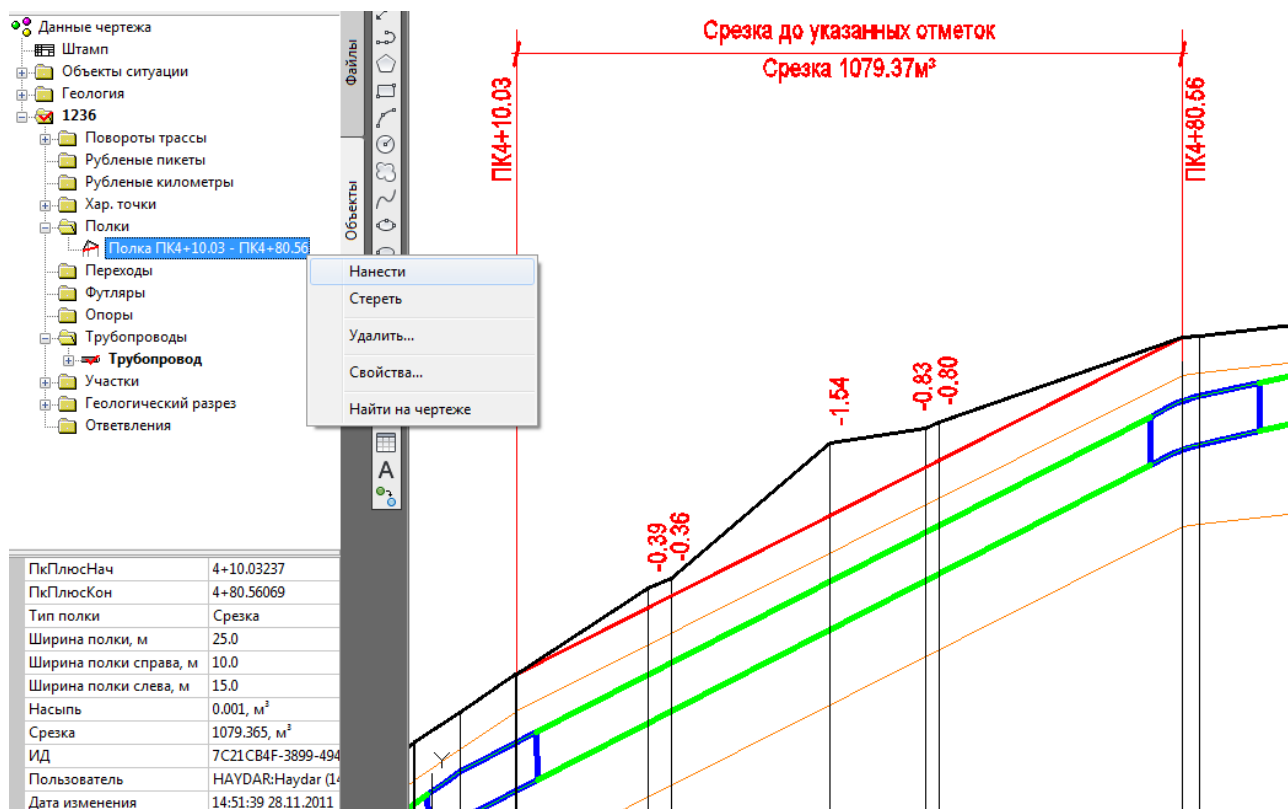 Данные чертежа
Штамп
Объекты ситуации
Геология
1236
Повороты трассы
Рубленые пикеты
Рубленые километры
Хар. точки
Полки
Полка ПК4+10.03 - ПК4+80.56
Переходы
Футляры
Опоры
Трубопроводы
Трубопровод
Участки
Геологический разрез
Ответвления
Файлы
Объекты
A
Нанести
Стереть
Удалить...
Свойства...
Найти на чертеже
ПкПлюсНач 4+10.03237
ПкПлюсКон 4+80.56069
Тип полки Срезка
Ширина полки, м 25.0
Ширина полки справа, м 10.0
Ширина полки слева, м 15.0
Насыпь 0.001, м³
Срезка 1079.365, м³
ИД 7C21CB4F-3899-494
Пользователь HAYDAR:Haydar (14
Дата изменения 14:51:39 28.11.2011
Срезка до указанных отметок
Срезка 1079.37м³
ПК4+10.03
ПК4+80.56
-0.39
-0.36
-1.54
-0.83
-0.80
Y